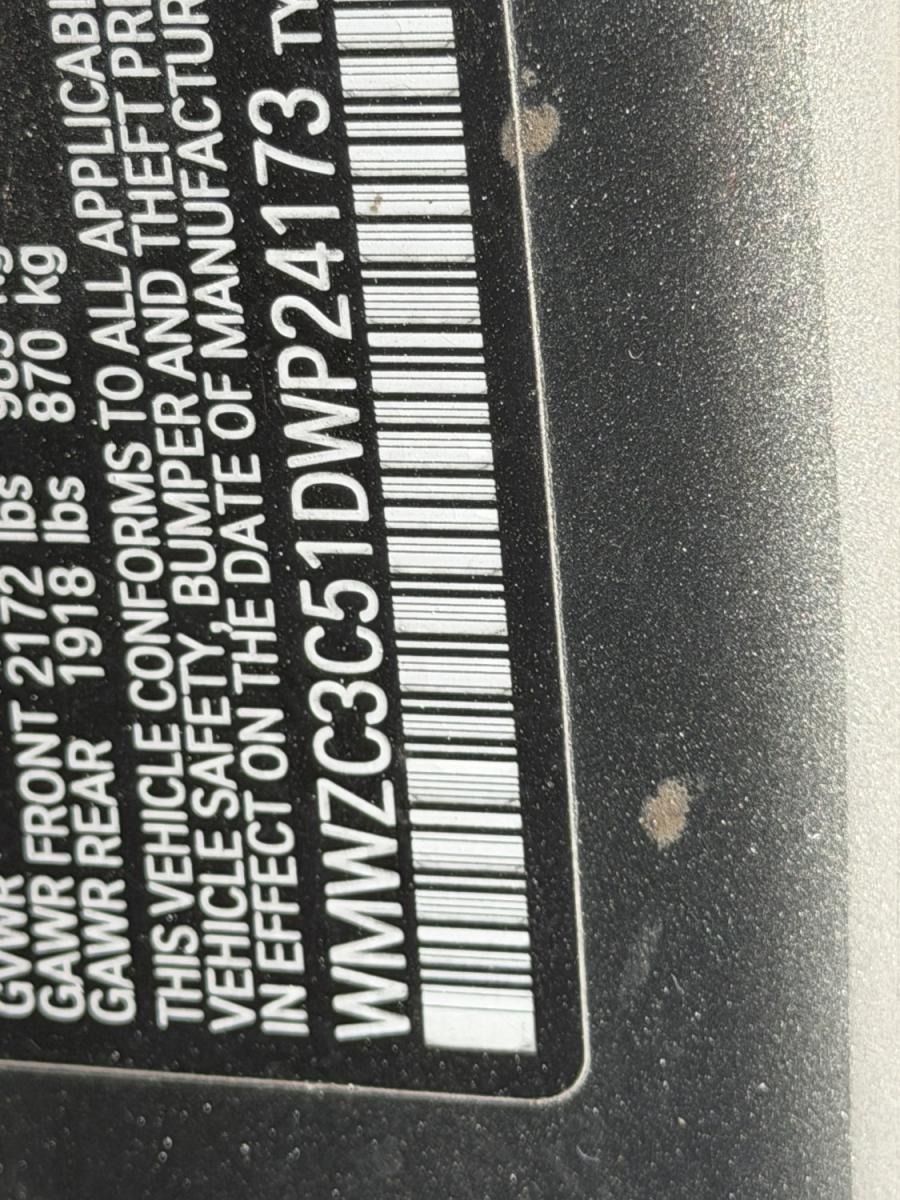 GVWR
GAWR FRONT 2172 lbs 985 kg
GAWR REAR 1918 lbs 870 kg
THIS VEHICLE CONFORMS TO ALL APPLICABL
VEHICLE SAFETY, BUMPER AND THEFT PRE
IN EFFECT ON THE DATE OF MANUFACTUR
WMWZC3C51DWP24173 TY